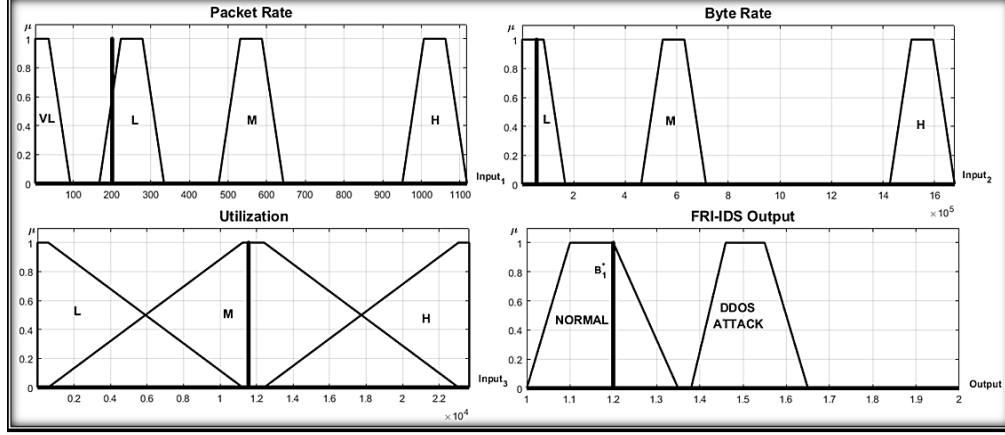 Packet Rate
μ
1
0.8
0.6
0.4
0.2
0
VL
L
M
H
100 200 300 400 500 600 700 800 900 1000 1100
Input1
Byte Rate
μ
1
0.8
0.6
0.4
0.2
0
L
M
H
2 4 6 8 10 12 14 16
× 10^5
Input2
Utilization
μ
1
0.8
0.6
0.4
0.2
0
L
M
H
0.2 0.4 0.6 0.8 1 1.2 1.4 1.6 1.8 2 2.2
× 10^4
Input3
FRI-IDS Output
μ
1
0.8
0.6
0.4
0.2
0
B*1
NORMAL
DDOS
ATTACK
1 1.1 1.2 1.3 1.4 1.5 1.6 1.7 1.8 1.9 2
Output